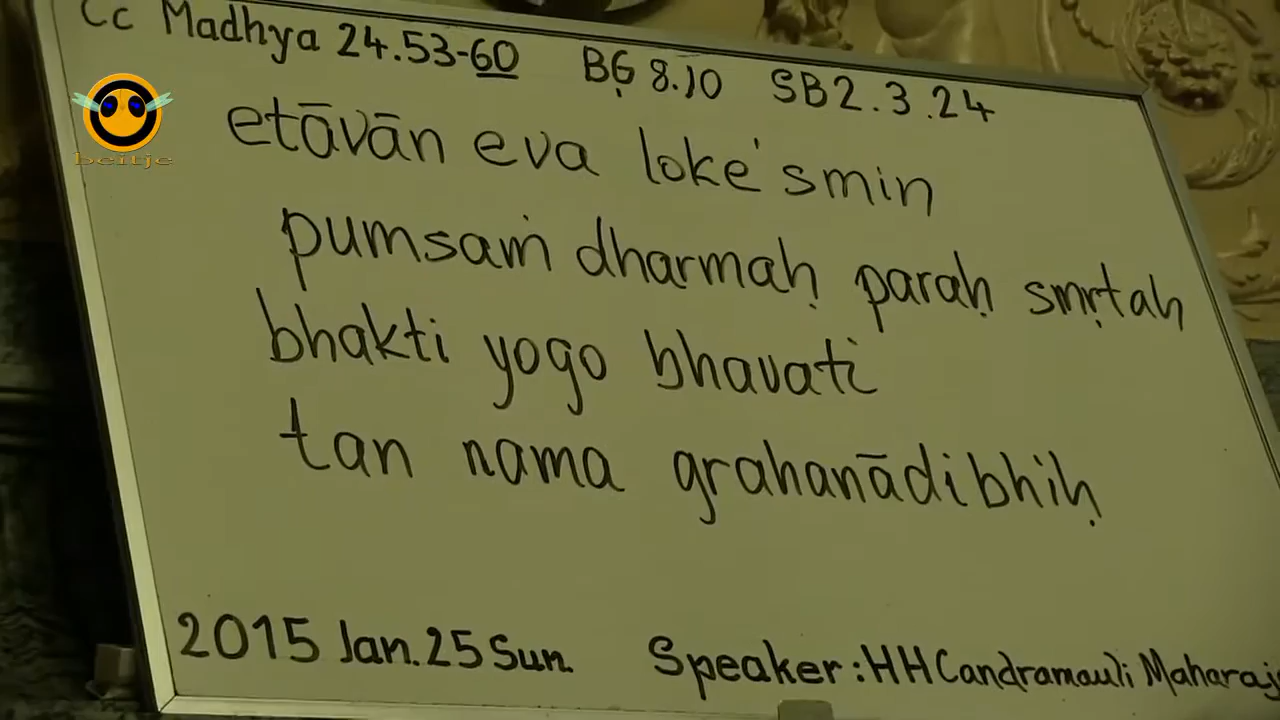 Cc Madhya 24.53-60 BG̣ 8.10 SB2.3.24
beitje
etāvān eva loke'smin
pumsaṁ dharmaḥ paraḥ smṛtaḥ
bhakti yogo bhavati
tan nama grahanādibhiḥ
2015 Jan.25 Sun. Speaker:HH Candramauli Maharaj